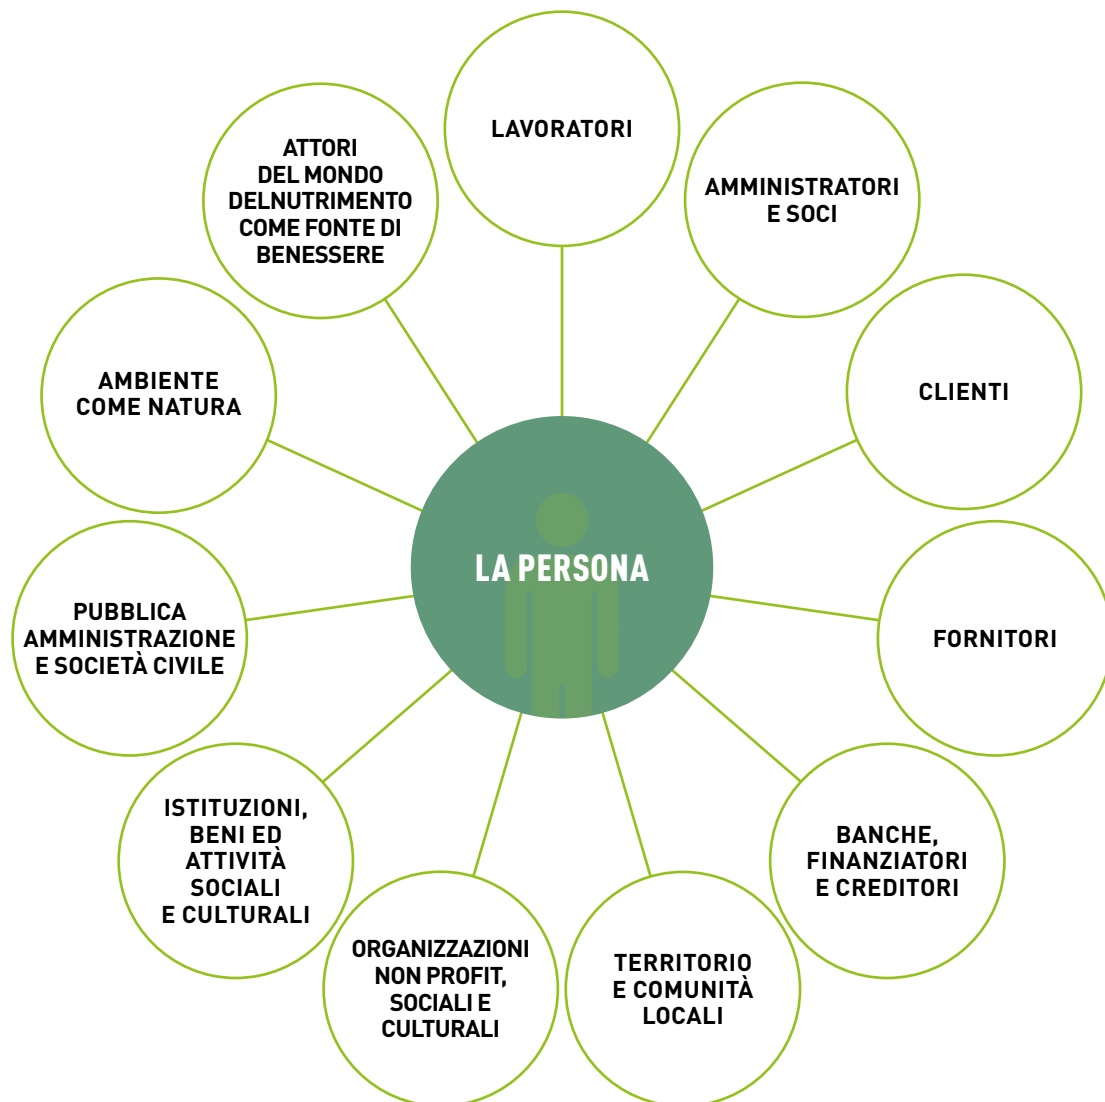 LAVORATORI
AMMINISTRATORI
E SOCI
CLIENTI
FORNITORI
BANCHE,
FINANZIATORI
E CREDITORI
TERRITORIO
E COMUNITÀ
LOCALI
ORGANIZZAZIONI
NON PROFIT,
SOCIALI E
CULTURALI
ISTITUZIONI,
BENI ED
ATTIVITÀ
SOCIALI
E CULTURALI
PUBBLICA
AMMINISTRAZIONE
E SOCIETÀ CIVILE
AMBIENTE
COME NATURA
ATTORI
DEL MONDO
DELNUTRIMENTO
COME FONTE DI
BENESSERE
LA PERSONA